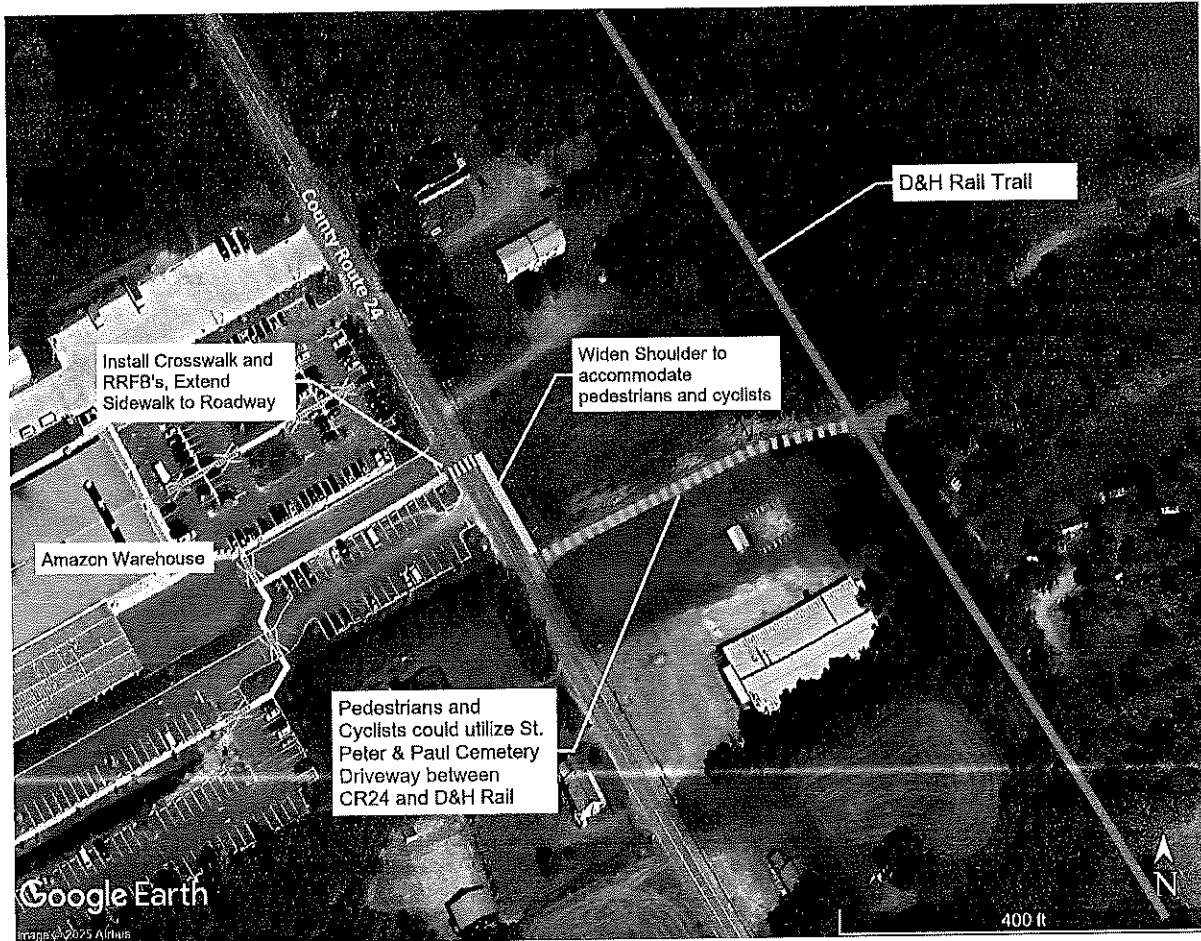 D&H Rail Trail
County Route 24
Install Crosswalk and
RRFB's, Extend
Sidewalk to Roadway
Widen Shoulder to
accommodate
pedestrians and cyclists
Amazon Warehouse
Pedestrians and
Cyclists could utilize St.
Peter & Paul Cemetery
Driveway between
CR24 and D&H Rail
Google Earth
Image © 2025 Airbus
N
400 ft